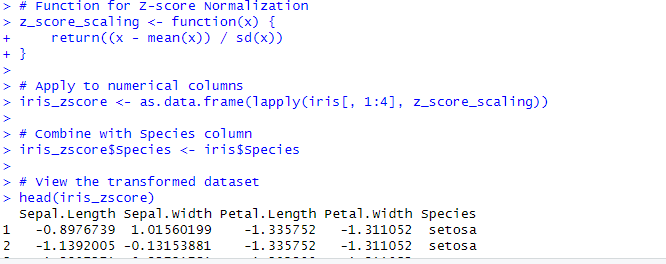 > # Function for Z-score Normalization
> z_score_scaling <- function(x) {
+     return((x - mean(x)) / sd(x))
+ }
>
> # Apply to numerical columns
> iris_zscore <- as.data.frame(lapply(iris[, 1:4], z_score_scaling))
>
> # Combine with Species column
> iris_zscore$Species <- iris$Species
>
> # View the transformed dataset
> head(iris_zscore)
  Sepal.Length Sepal.Width Petal.Length Petal.Width Species
1   -0.8976739  1.01560199    -1.335752   -1.311052  setosa
2   -1.1392005 -0.13153881    -1.335752   -1.311052  setosa